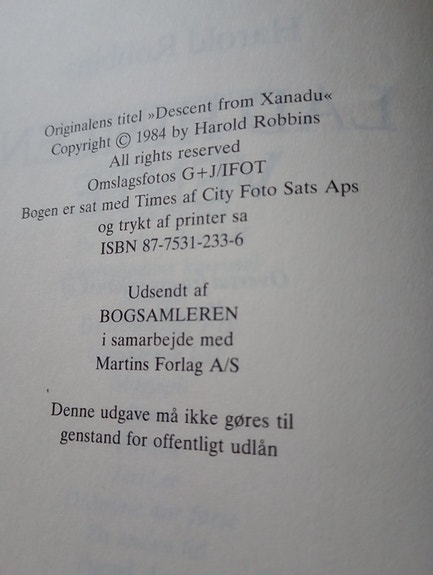 Originalens titel »Descent from Xanadu«
Copyright © 1984 by Harold Robbins
All rights reserved
Omslagsfotos G+J/IFOT
Bogen er sat med Times af City Foto Sats Aps
og trykt af printer sa
ISBN 87-7531-233-6
Udsendt af
BOGSAMLEREN
i samarbejde med
Martins Forlag A/S
Denne udgave må ikke gøres til
genstand for offentligt udlån